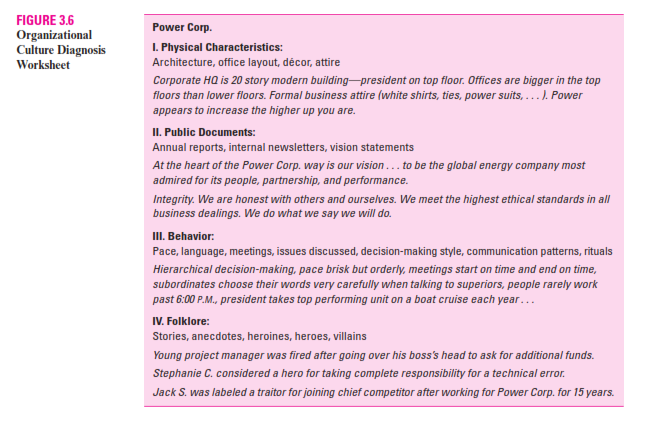 FIGURE 3.6
Organizational
Culture Diagnosis
Worksheet
Power Corp.
I. Physical Characteristics:
Architecture, office layout, décor, attire
Corporate HQ is 20 story modern building—president on top floor. Offices are bigger in the top
floors than lower floors. Formal business attire (white shirts, ties, power suits, . . . ). Power
appears to increase the higher up you are.
II. Public Documents:
Annual reports, internal newsletters, vision statements
At the heart of the Power Corp. way is our vision . . . to be the global energy company most
admired for its people, partnership, and performance.
Integrity. We are honest with others and ourselves. We meet the highest ethical standards in all
business dealings. We do what we say we will do.
III. Behavior:
Pace, language, meetings, issues discussed, decision-making style, communication patterns, rituals
Hierarchical decision-making, pace brisk but orderly, meetings start on time and end on time,
subordinates choose their words very carefully when talking to superiors, people rarely work
past 6:00 P.M., president takes top performing unit on a boat cruise each year . . .
IV. Folklore:
Stories, anecdotes, heroines, heroes, villains
Young project manager was fired after going over his boss's head to ask for additional funds.
Stephanie C. considered a hero for taking complete responsibility for a technical error.
Jack S. was labeled a traitor for joining chief competitor after working for Power Corp. for 15 years.